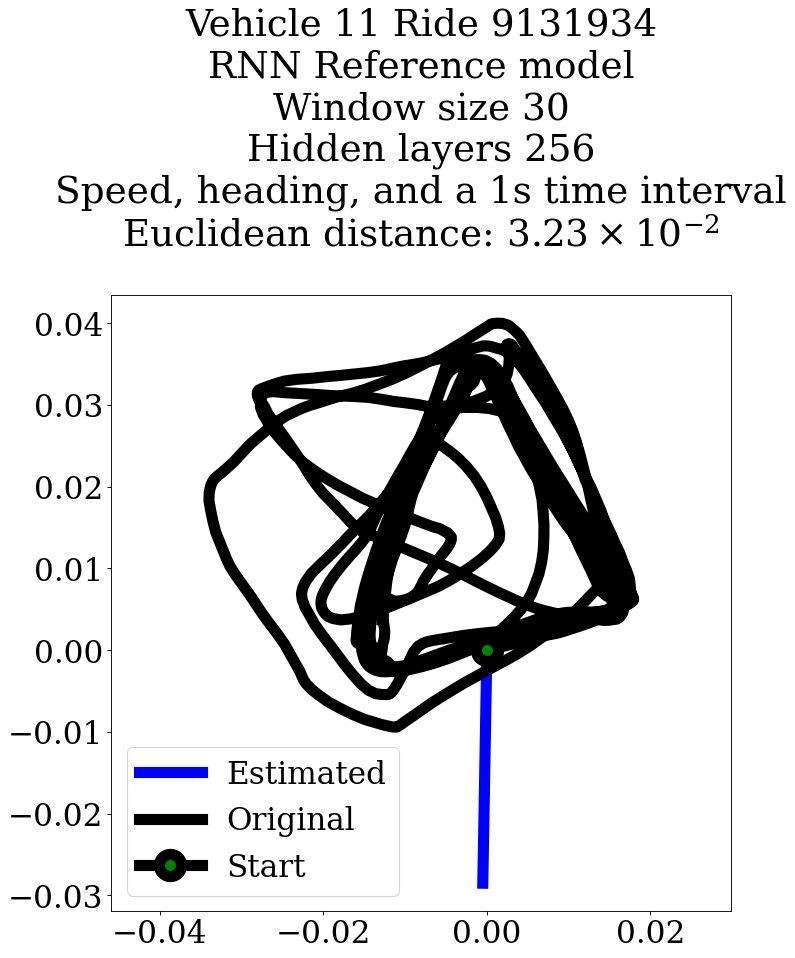 Vehicle 11 Ride 9131934
RNN Reference model
Window size 30
Hidden layers 256
Speed, heading, and a 1s time interval
Euclidean distance: 3.23 × 10⁻²
0.04
0.03
0.02
0.01
0.00
−0.01
−0.02
−0.03
Estimated
Original
Start
−0.04
−0.02
0.00
0.02